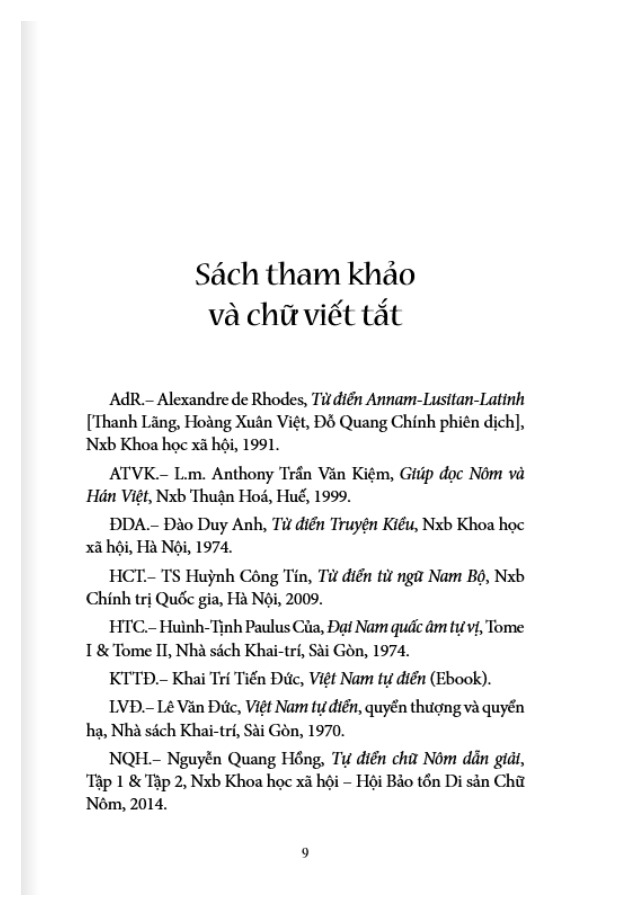 Sách tham khảo
và chữ viết tắt
AdR.– Alexandre de Rhodes, Từ điển Annam-Lusitan-Latinh
[Thanh Lãng, Hoàng Xuân Việt, Đỗ Quang Chính phiên dịch],
Nxb Khoa học xã hội, 1991.
ATVK.– L.m. Anthony Trần Văn Kiệm, Giúp đọc Nôm và
Hán Việt, Nxb Thuận Hoá, Huế, 1999.
ĐDA.– Đào Duy Anh, Từ điển Truyện Kiều, Nxb Khoa học
xã hội, Hà Nội, 1974.
HCT.– TS Huỳnh Công Tín, Từ điển từ ngữ Nam Bộ, Nxb
Chính trị Quốc gia, Hà Nội, 2009.
HTC.– Huình-Tịnh Paulus Của, Đại Nam quấc âm tự vị, Tome
I & Tome II, Nhà sách Khai-trí, Sài Gòn, 1974.
KTTĐ.– Khai Trí Tiến Đức, Việt Nam tự điển (Ebook).
LVĐ.– Lê Văn Đức, Việt Nam tự điển, quyển thượng và quyển
hạ, Nhà sách Khai-trí, Sài Gòn, 1970.
NQH.– Nguyễn Quang Hồng, Tự điển chữ Nôm dẫn giải,
Tập 1 & Tập 2, Nxb Khoa học xã hội – Hội Bảo tồn Di sản Chữ
Nôm, 2014.
9